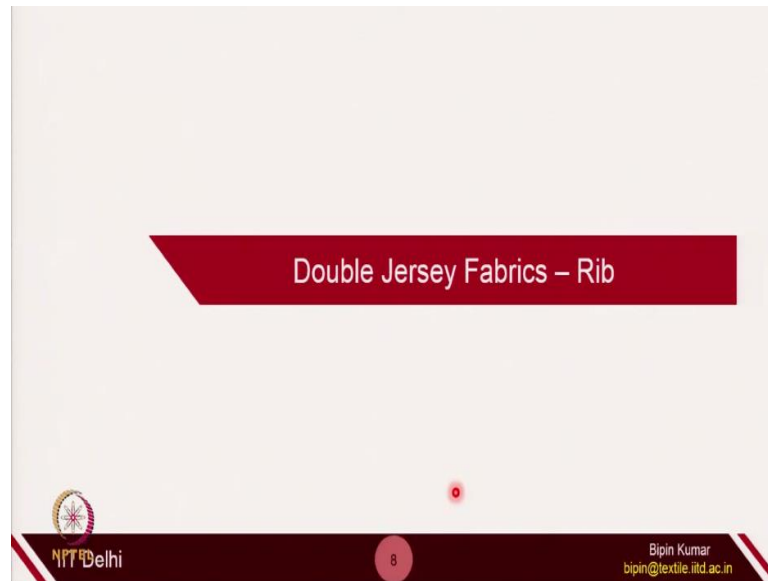 Double Jersey Fabrics – Rib
NPTEL
IIT Delhi
8
Bipin Kumar
bipin@textile.iitd.ac.in